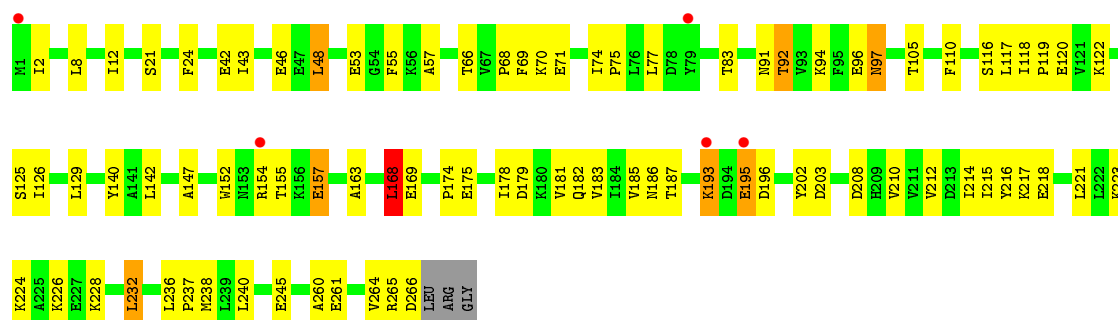 M1 I2 L8 I12 S21 F24 E42 I43 E46 E47 L48 E53 G54 F55 K56 A57 T66 V67 P68 F69 K70 E71 I74 P75 L76 L77 D78 Y79 T83 N91 T92 V93 K94 F95 E96 N97 T105 F110 S116 L117 I118 P119 E120 V121 K122
S125 I126 L129 Y140 A141 L142 A147 W152 N153 R154 T155 K156 E157 A163 L168 E169 P174 E175 I178 D179 K180 V181 Q182 V183 I184 V185 N186 T187 K193 D194 E195 D196 Y202 D203 D208 H209 V210 V211 V212 D213 I214 I215 Y216 K217 E218 L221 L222 K223
K224 A225 K226 E227 K228 L232 L236 P237 M238 L239 L240 E245 A260 E261 V264 R265 D266 LEU ARG GLY